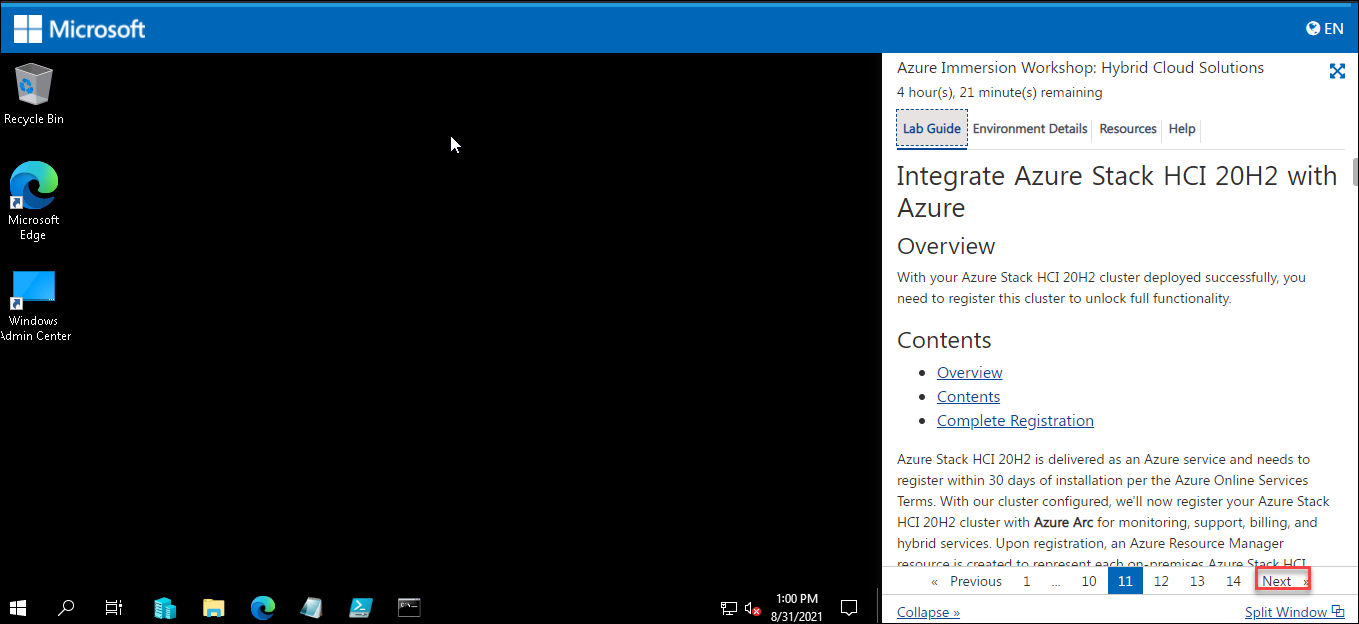 Microsoft
EN
Recycle Bin
Microsoft
Edge
Windows
Admin Center
1:00 PM
8/31/2021
Azure Immersion Workshop: Hybrid Cloud Solutions
4 hour(s), 21 minute(s) remaining
Lab Guide Environment Details Resources Help
Integrate Azure Stack HCI 20H2 with
Azure
Overview
With your Azure Stack HCI 20H2 cluster deployed successfully, you
need to register this cluster to unlock full functionality.
Contents
• Overview
• Contents
• Complete Registration
Azure Stack HCI 20H2 is delivered as an Azure service and needs to
register within 30 days of installation per the Azure Online Services
Terms. With our cluster configured, we'll now register your Azure Stack
HCI 20H2 cluster with Azure Arc for monitoring, support, billing, and
hybrid services. Upon registration, an Azure Resource Manager
resource is created to represent each on-premises Azure Stack HCI
« Previous 1 ... 10 11 12 13 14 Next »
Collapse » Split Window